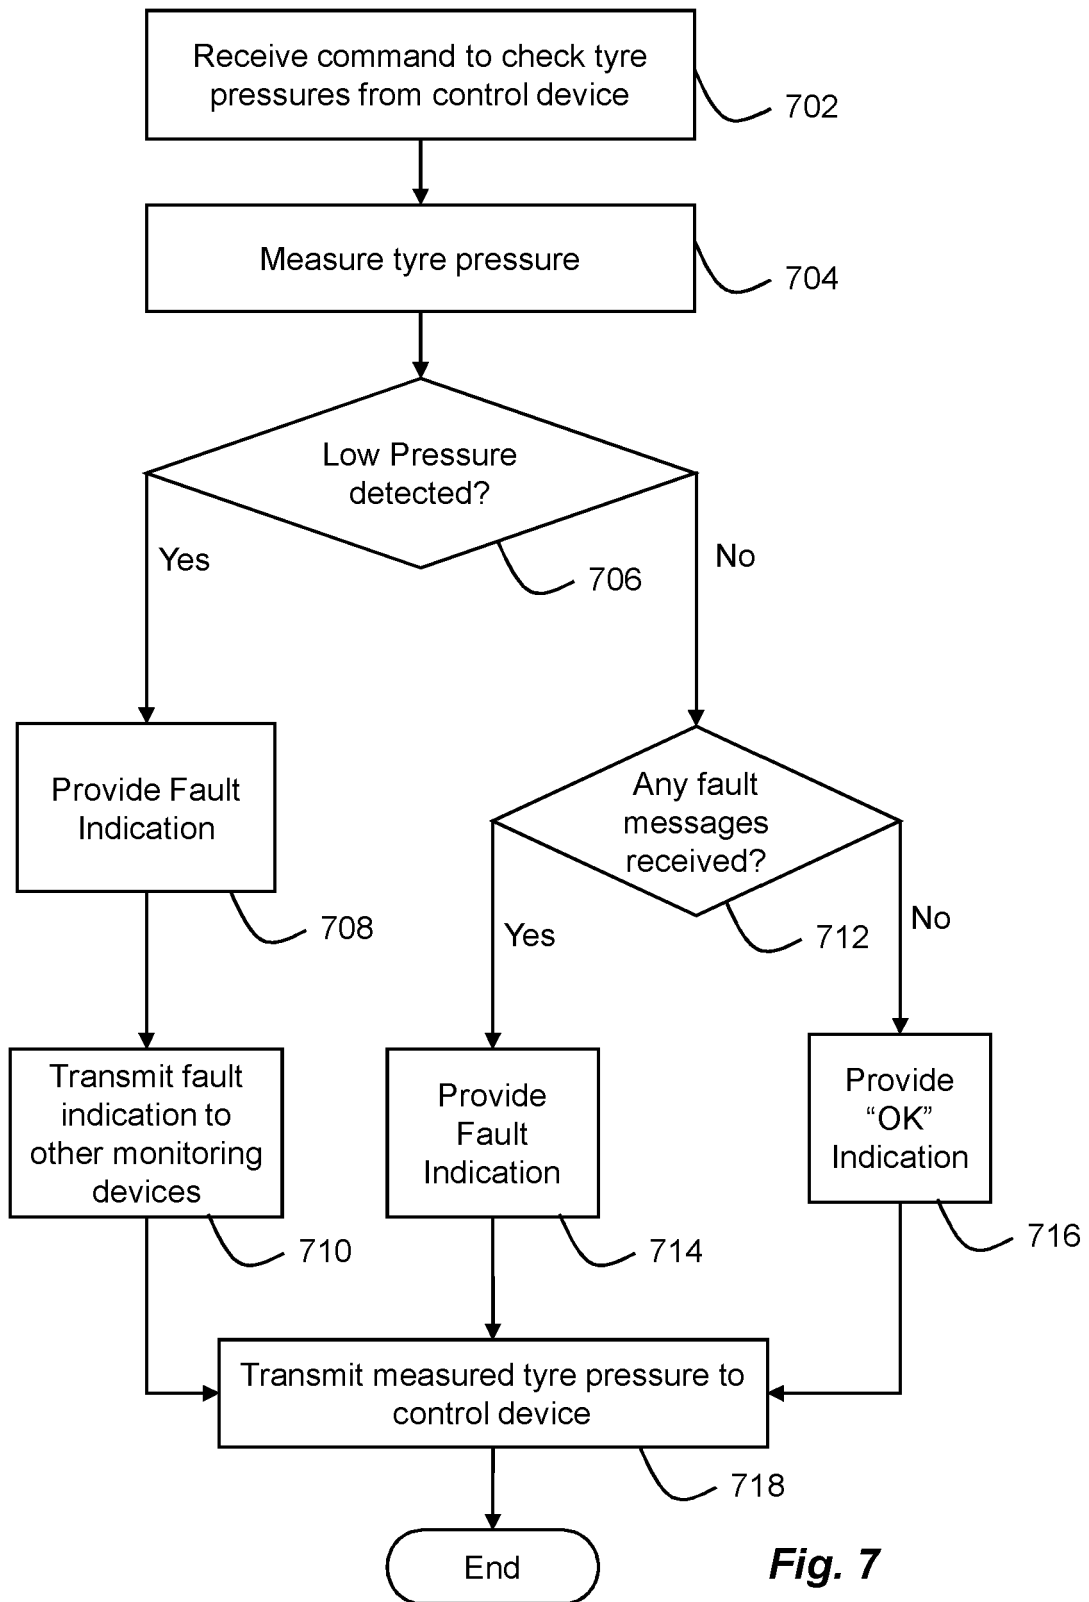 Receive command to check tyre
pressures from control device
702
Measure tyre pressure
704
Low Pressure
detected?
706
Yes
No
Provide Fault
Indication
708
Any fault
messages
received?
712
Yes
No
Transmit fault
indication to
other monitoring
devices
710
Provide
Fault
Indication
714
Provide
“OK”
Indication
716
Transmit measured tyre pressure to
control device
718
End
Fig. 7